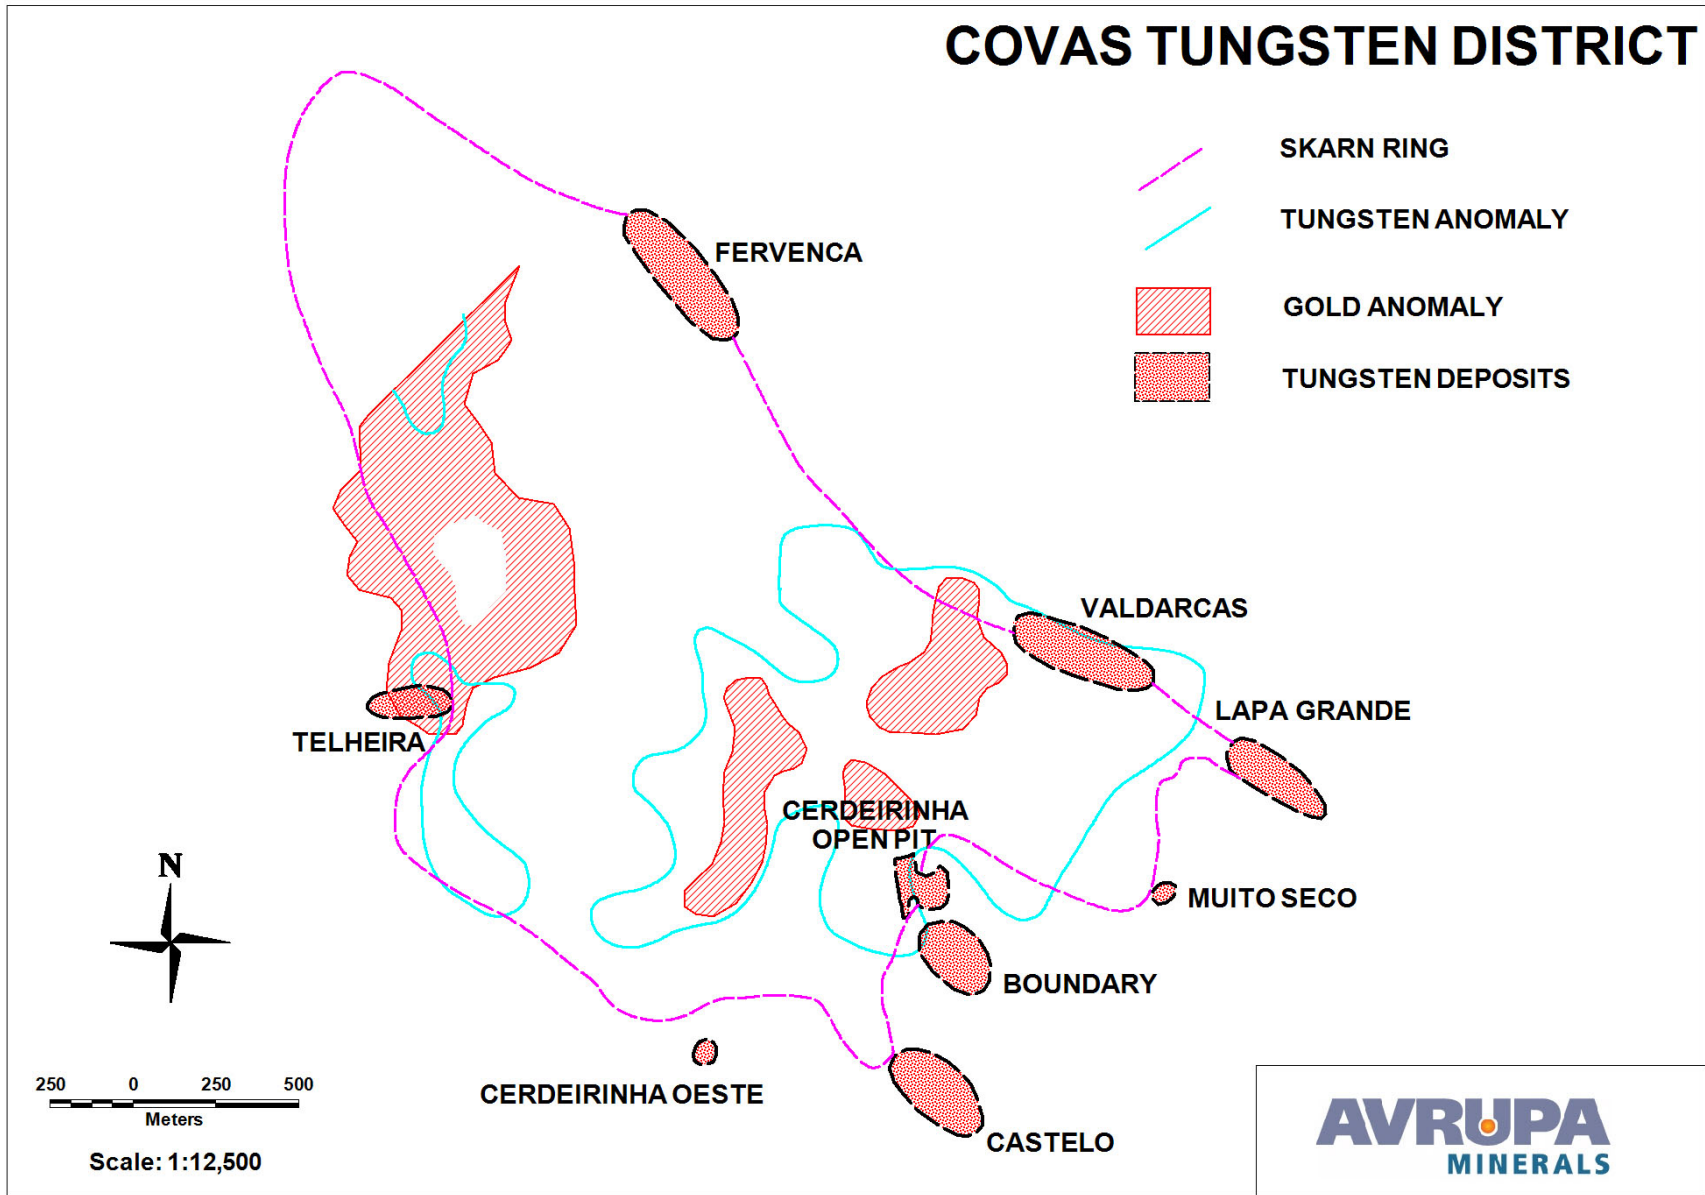 COVAS TUNGSTEN DISTRICT
SKARN RING
TUNGSTEN ANOMALY
GOLD ANOMALY
TUNGSTEN DEPOSITS
FERVENCA
VALDARCAS
LAPA GRANDE
TELHEIRA
CERDEIRINHA
OPEN PIT
MUITO SECO
BOUNDARY
CERDEIRINHA OESTE
CASTELO
N
250 0 250 500
Meters
Scale: 1:12,500
AVRUPA
MINERALS